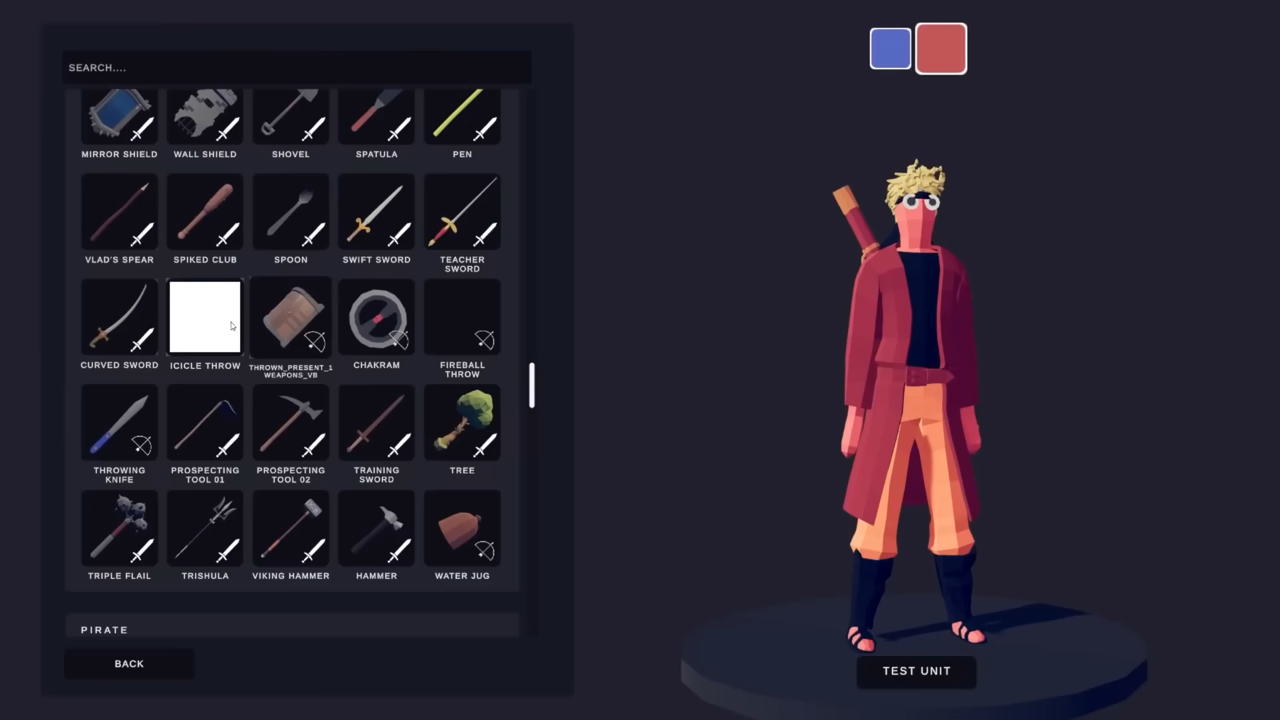 SEARCH....
MIRROR SHIELD
WALL SHIELD
SHOVEL
SPATULA
PEN
VLAD'S SPEAR
SPIKED CLUB
SPOON
SWIFT SWORD
TEACHER
SWORD
CURVED SWORD
ICICLE THROW
THROWN_PRESENT_1
WEAPONS_VB
CHAKRAM
FIREBALL
THROW
THROWING
KNIFE
PROSPECTING
TOOL 01
PROSPECTING
TOOL 02
TRAINING
SWORD
TREE
TRIPLE FLAIL
TRISHULA
VIKING HAMMER
HAMMER
WATER JUG
PIRATE
BACK
TEST UNIT